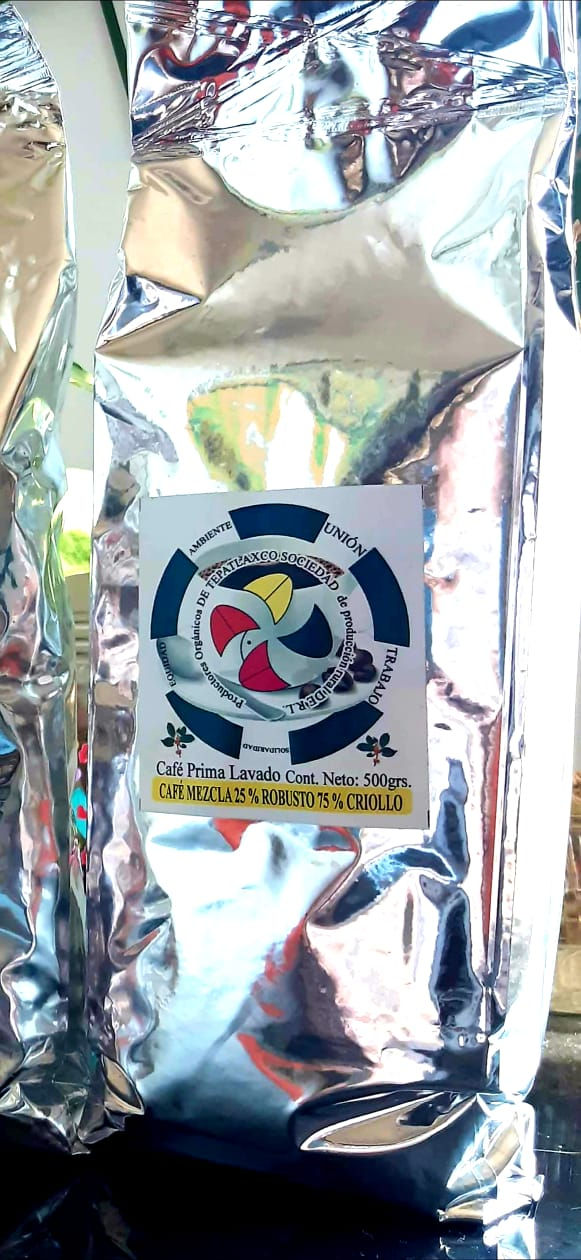 AMBIENTE
UNIÓN
TRABAJO
SOLIDARIDAD
EQUIDAD
Productores Orgánicos DE TEPATLAXCO SOCIEDAD de producción rural DE R.I.
Café Prima Lavado Cont. Neto: 500grs.
CAFÉ MEZCLA 25 % ROBUSTO 75 % CRIOLLO